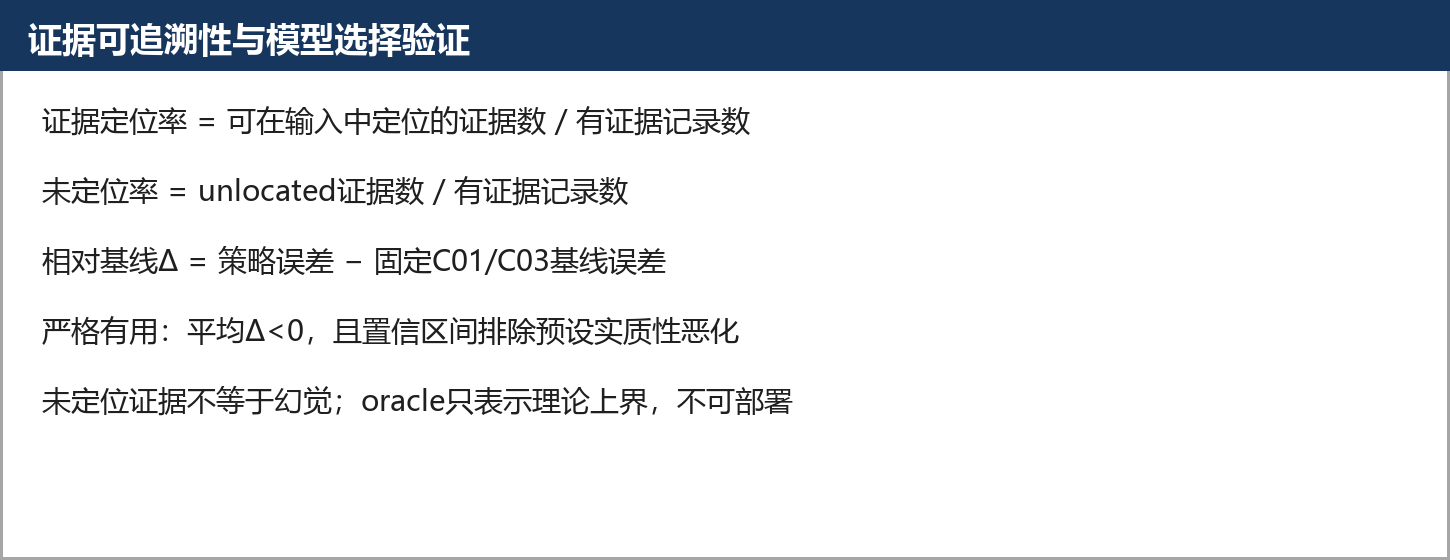 证据可追溯性与模型选择验证
证据定位率 = 可在输入中定位的证据数 / 有证据记录数
未定位率 = unlocated证据数 / 有证据记录数
相对基线Δ = 策略误差 − 固定C01/C03基线误差
严格有用：平均Δ<0，且置信区间排除预设实质性恶化
未定位证据不等于幻觉；oracle只表示理论上界，不可部署